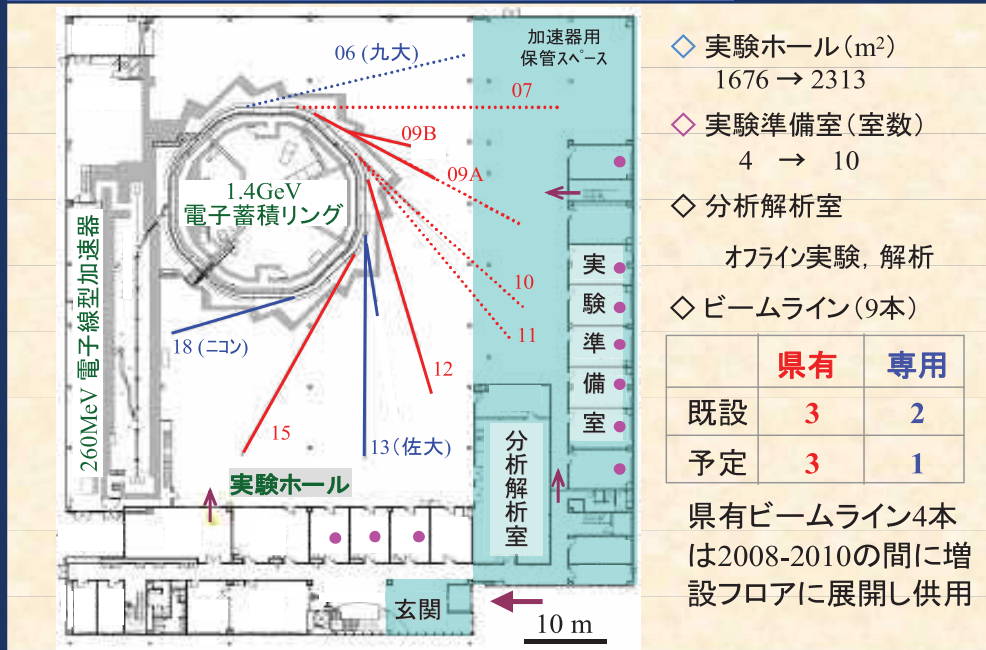 加速器用
保管スペース
06 (九大)
07
09B
09A
1.4GeV
電子蓄積リング
260MeV 電子線型加速器
10
11
18 (ニコン)
12
15
13(佐大)
実験ホール
実
験
準
備
室
分析解析室
玄関
10 m
◇ 実験ホール(m²)
1676 → 2313
◇ 実験準備室(室数)
4 → 10
◇ 分析解析室
オフライン実験, 解析
◇ ビームライン(9本)
県有 専用
既設 3 2
予定 3 1
県有ビームライン4本
は2008-2010の間に増
設フロアに展開し供用